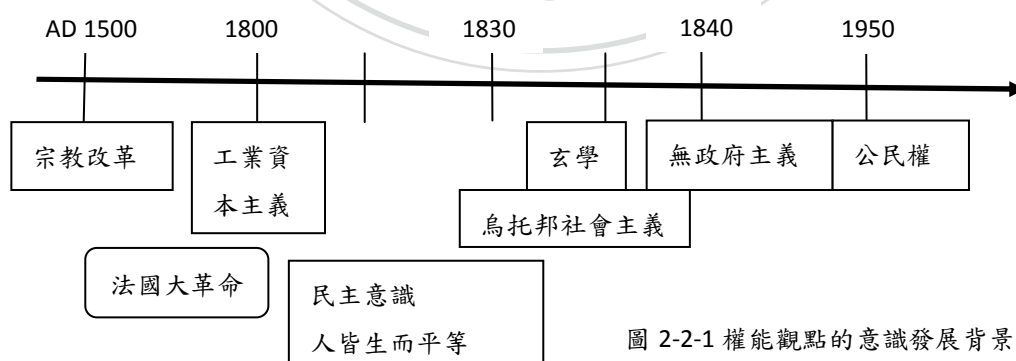 AD 1500
1800
1830
1840
1950
宗教改革
工業資
本主義
玄學
無政府主義
公民權
烏托邦社會主義
法國大革命
民主意識
人皆生而平等
圖 2-2-1 權能觀點的意識發展背景